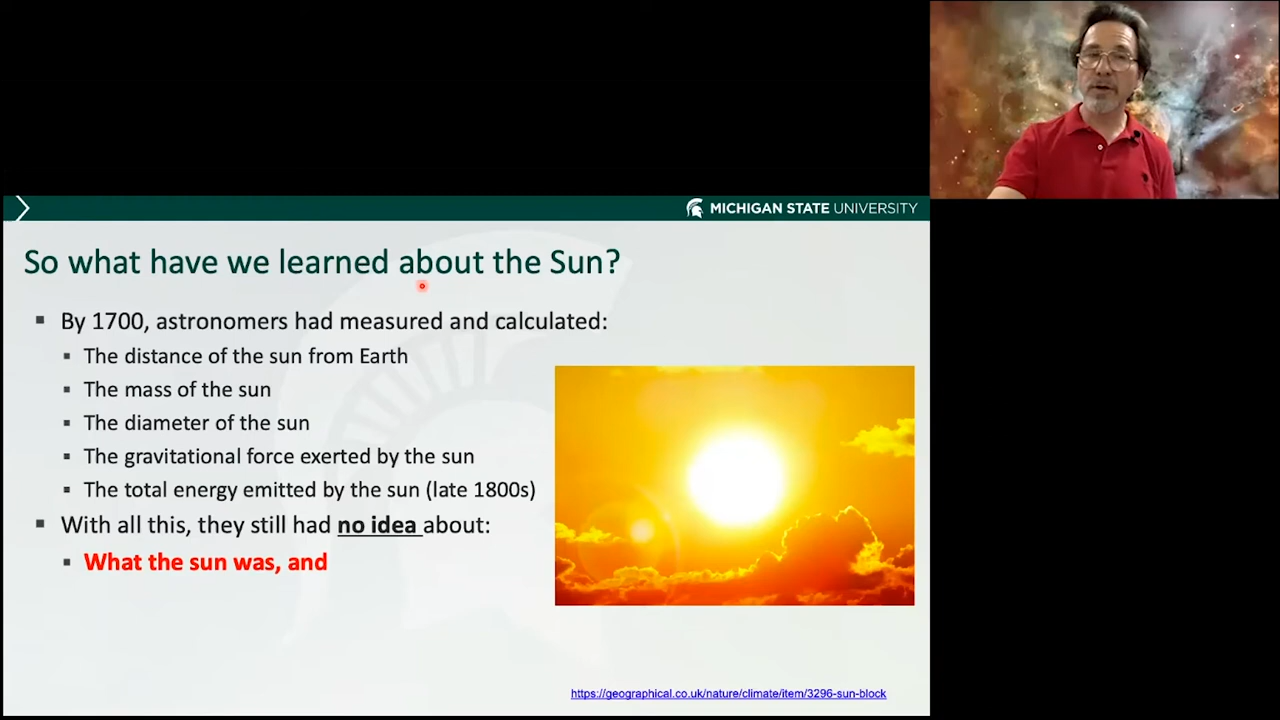 MICHIGAN STATE UNIVERSITY
So what have we learned about the Sun?
By 1700, astronomers had measured and calculated:
The distance of the sun from Earth
The mass of the sun
The diameter of the sun
The gravitational force exerted by the sun
The total energy emitted by the sun (late 1800s)
With all this, they still had no idea about:
What the sun was, and
https://geographical.co.uk/nature/climate/item/3296-sun-block